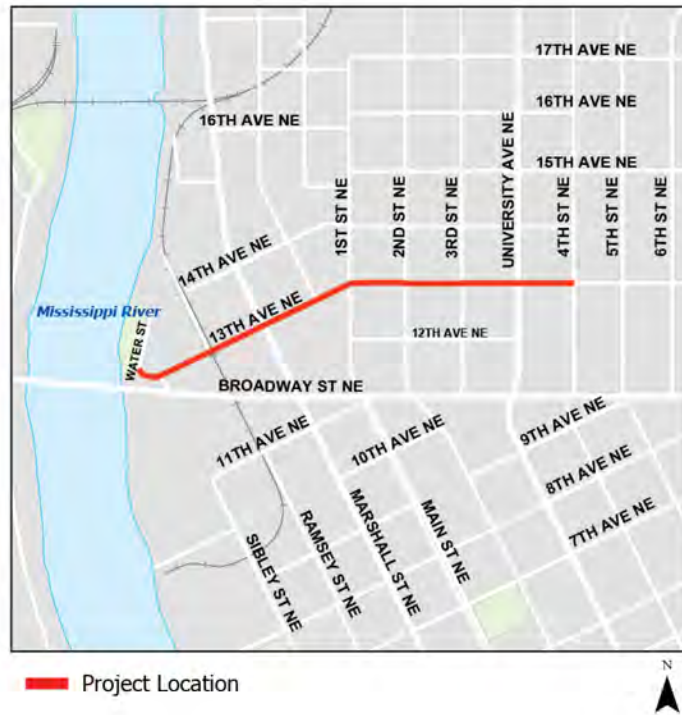 17TH AVE NE
16TH AVE NE
16TH AVE NE
15TH AVE NE
1ST ST NE
2ND ST NE
3RD ST NE
UNIVERSITY AVE NE
4TH ST NE
5TH ST NE
6TH ST NE
14TH AVE NE
Mississippi River
13TH AVE NE
WATER ST
12TH AVE NE
BROADWAY ST NE
11TH AVE NE
10TH AVE NE
9TH AVE NE
8TH AVE NE
7TH AVE NE
SIBLEY ST NE
RAMSEY ST NE
MARSHALL ST NE
MAIN ST NE
Project Location
N